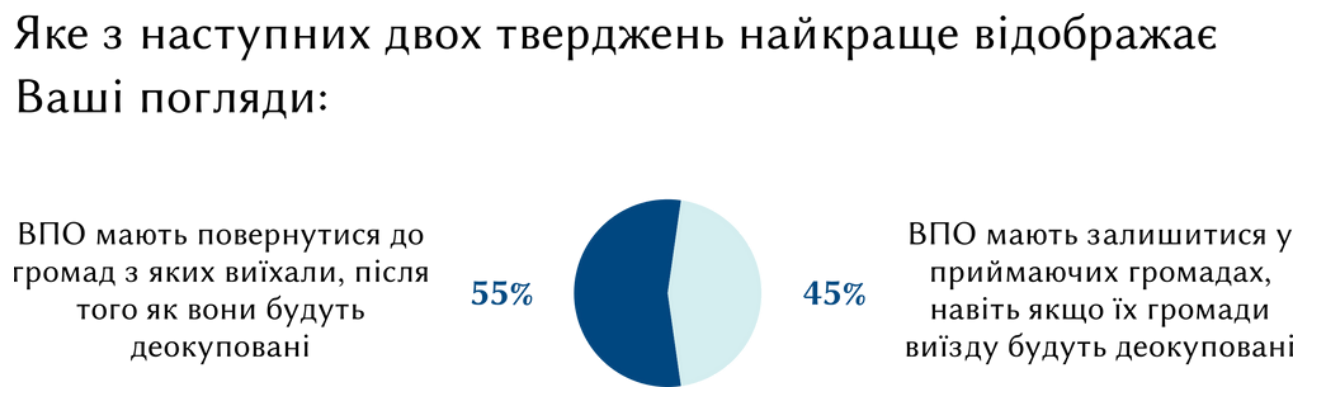 Яке з наступних двох тверджень найкраще відображає
Ваші погляди:
ВПО мають повернутися до
громад з яких виїхали, після
того як вони будуть
деокуповані
55%
45%
ВПО мають залишитися у
приймаючих громадах,
навіть якщо їх громади
виїзду будуть деокуповані